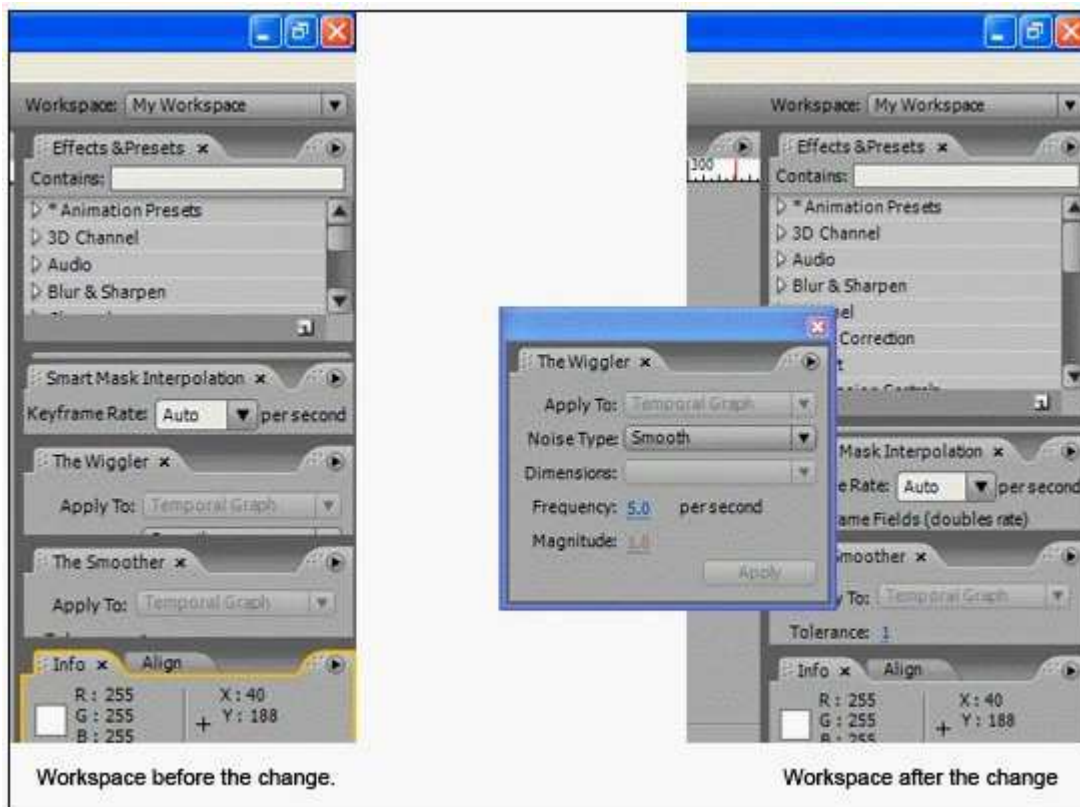 Workspace: My Workspace
Effects & Presets
Contains:
* Animation Presets
3D Channel
Audio
Blur & Sharpen
Smart Mask Interpolation
Keyframe Rate: Auto per second
The Wiggler
Apply To: Temporal Graph
The Smoother
Apply To: Temporal Graph
Info Align
R: 255 X: 40
G: 255 Y: 188
B: 255
Workspace before the change.
The Wiggler
Apply To: Temporal Graph
Noise Type: Smooth
Dimensions:
Frequency: 5.0 per second
Magnitude: 1.0
Apply
Workspace: My Workspace
300
Effects & Presets
Contains:
* Animation Presets
3D Channel
Audio
Blur & Sharpen
Correction
Mask Interpolation
Rate: Auto per second
Fields (doubles rate)
Smoother
To: Temporal Graph
Tolerance: 1
Info Align
R: 255 X: 40
G: 255 Y: 188
B: 255
Workspace after the change